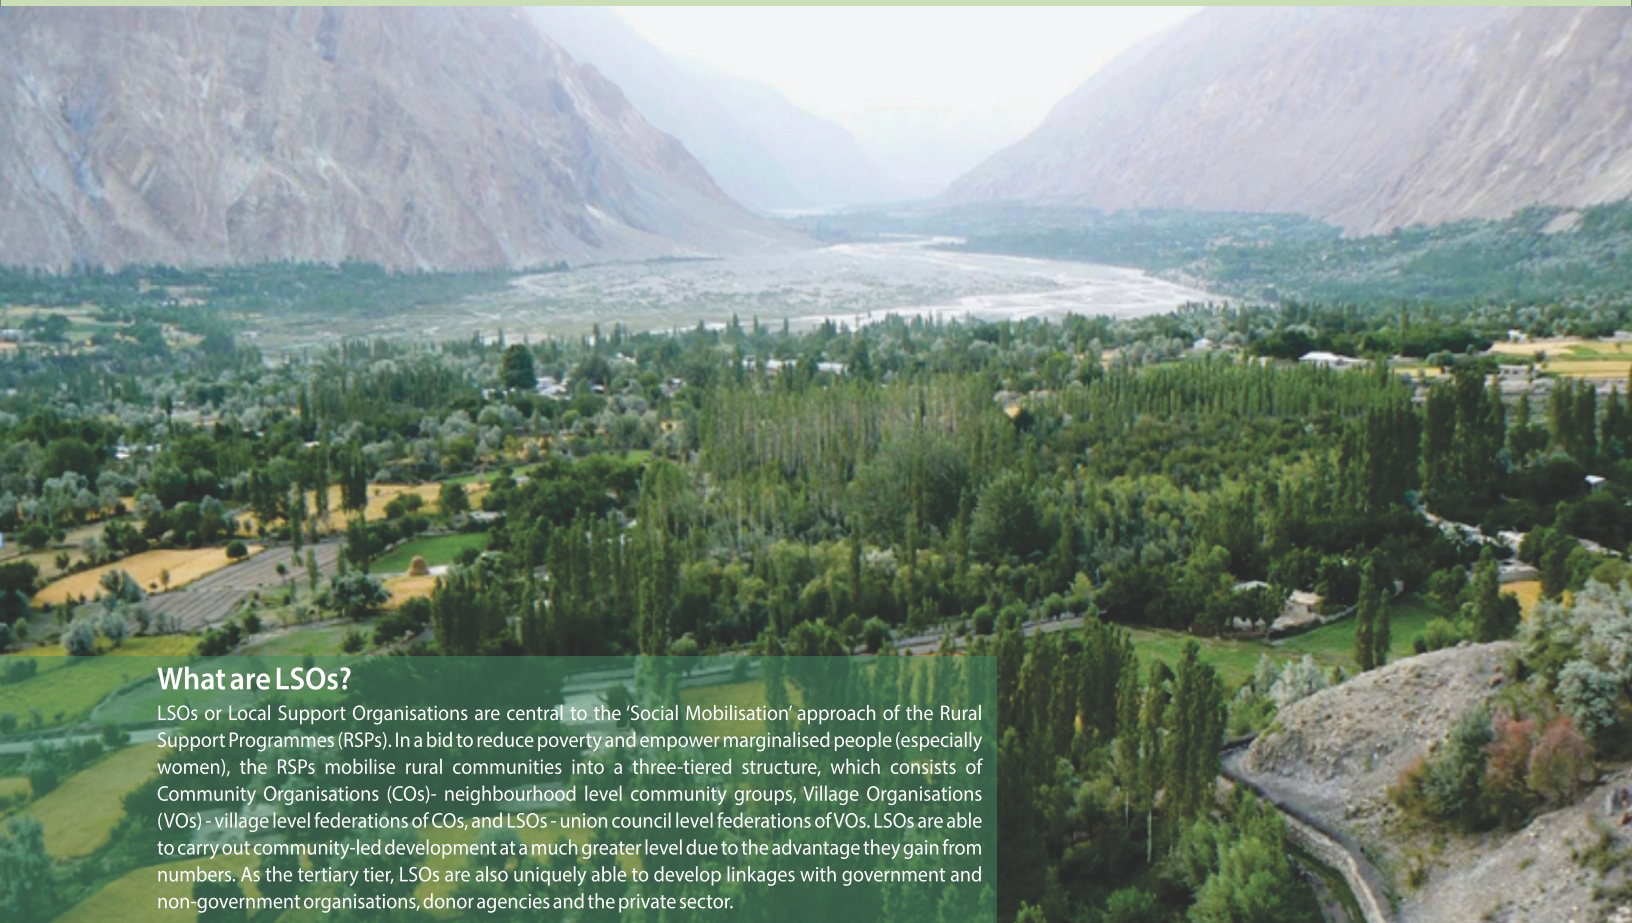 What are LSOs?
LSOs or Local Support Organisations are central to the ‘Social Mobilisation’ approach of the Rural
Support Programmes (RSPs). In a bid to reduce poverty and empower marginalised people (especially
women), the RSPs mobilise rural communities into a three-tiered structure, which consists of
Community Organisations (COs)- neighbourhood level community groups, Village Organisations
(VOs) - village level federations of COs, and LSOs - union council level federations of VOs. LSOs are able
to carry out community-led development at a much greater level due to the advantage they gain from
numbers. As the tertiary tier, LSOs are also uniquely able to develop linkages with government and
non-government organisations, donor agencies and the private sector.